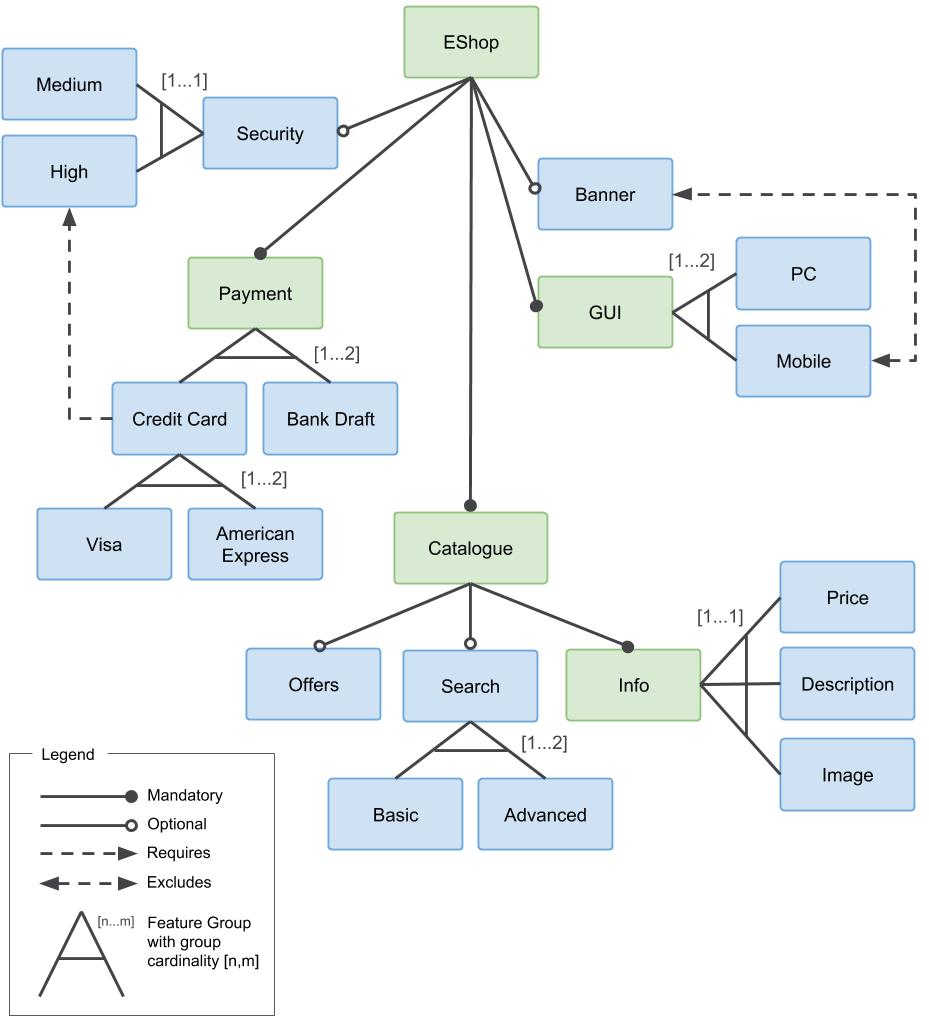 EShop
Medium
[1...1]
Security
High
Banner
[1...2]
PC
Payment
GUI
[1...2]
Mobile
Credit Card
Bank Draft
[1...2]
Visa
American
Express
Catalogue
Price
[1...1]
Offers
Search
Info
Description
[1...2]
Image
Basic
Advanced
Legend
Mandatory
Optional
Requires
Excludes
[n...m]
Feature Group
with group
cardinality [n,m]